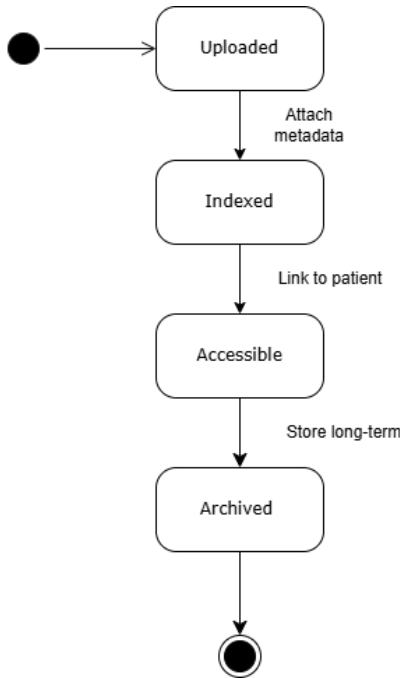 Uploaded
Attach
metadata
Indexed
Link to patient
Accessible
Store long-term
Archived